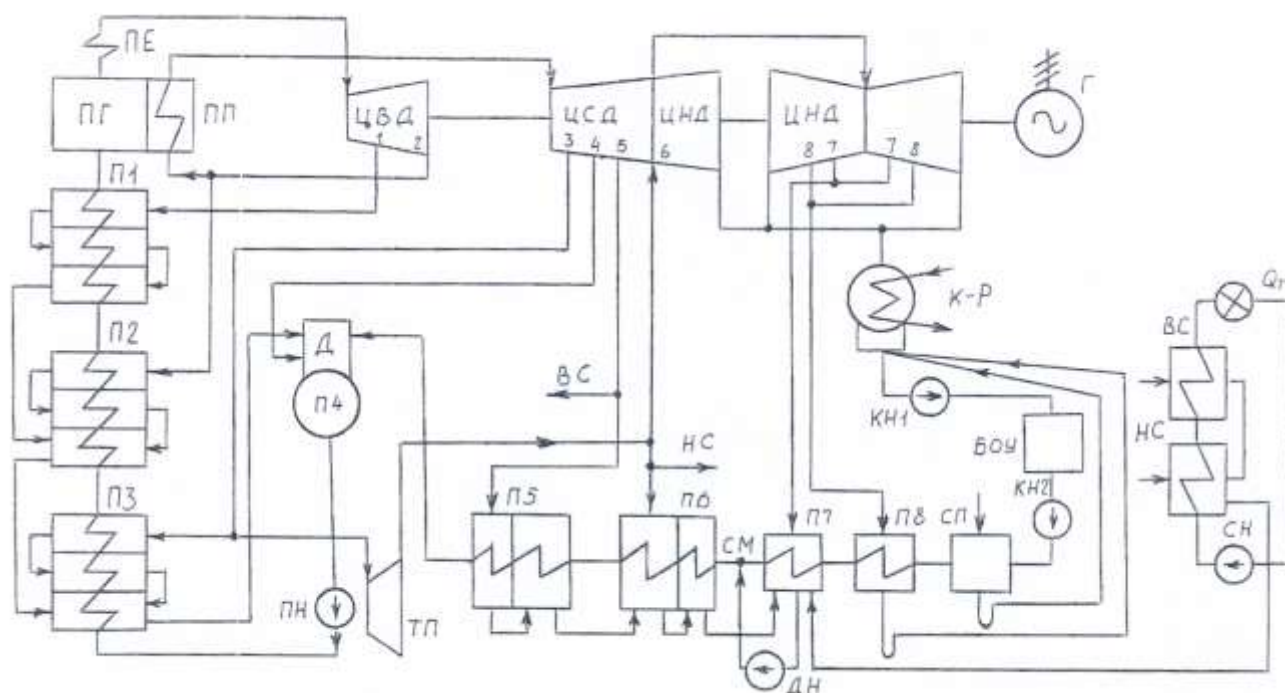 ПЕ
ПГ
ПП
ЦВД
1
2
ЦСД
3
4
5
ЦНД
6
ЦНД
8
7
7
8
Г
П1
П2
П3
Д
П4
ПН
ТП
ВС
НС
П5
П6
СМ
П7
П8
ДН
К-Р
КН1
БОУ
КН2
СП
Qт
ВС
НС
СН